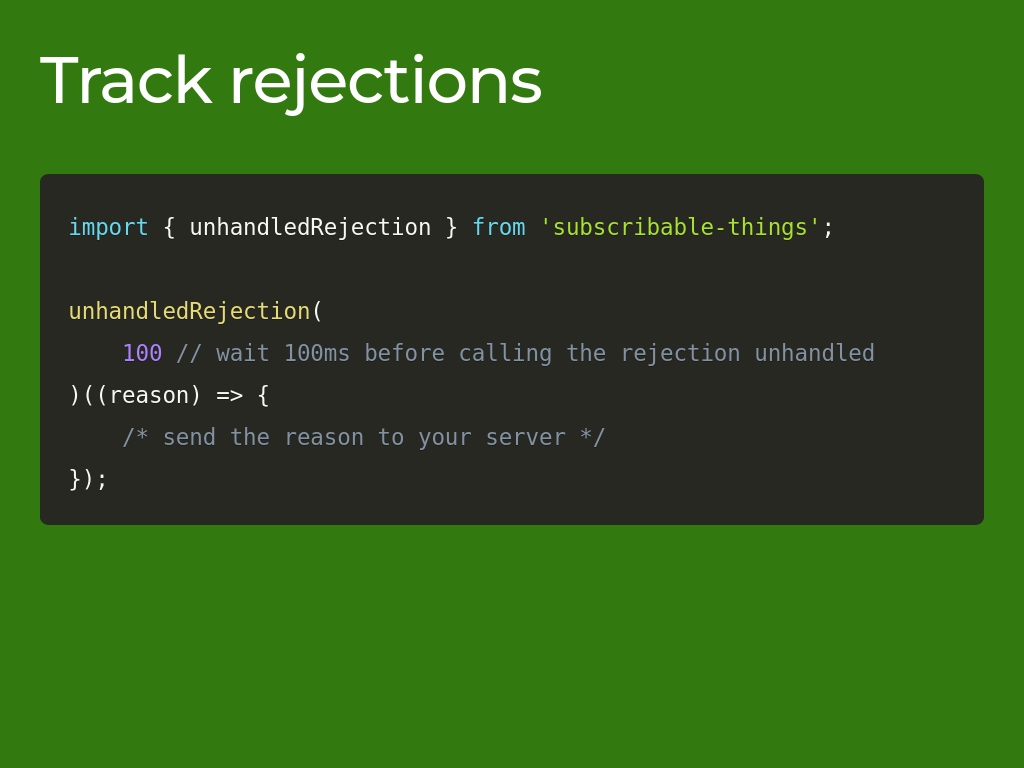 Track rejections
import { unhandledRejection } from 'subscribable-things';
unhandledRejection(
    100 // wait 100ms before calling the rejection unhandled
)((reason) => {
    /* send the reason to your server */
});